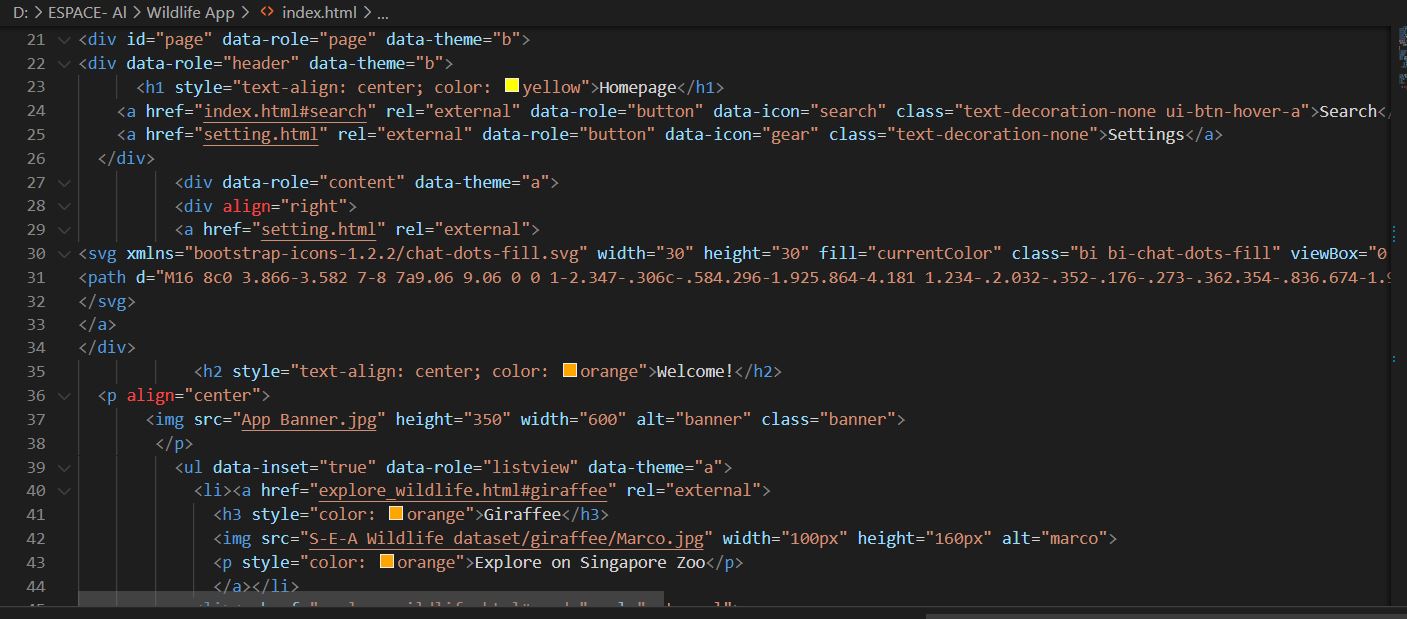 D: > ESPACE- AI > Wildlife App > <> index.html > ...
21 <div id="page" data-role="page" data-theme="b">
22 <div data-role="header" data-theme="b">
23 <h1 style="text-align: center; color: yellow">Homepage</h1>
24 <a href="index.html#search" rel="external" data-role="button" data-icon="search" class="text-decoration-none ui-btn-hover-a">Search</
25 <a href="setting.html" rel="external" data-role="button" data-icon="gear" class="text-decoration-none">Settings</a>
26 </div>
27 <div data-role="content" data-theme="a">
28 <div align="right">
29 <a href="setting.html" rel="external">
30 <svg xmlns="bootstrap-icons-1.2.2/chat-dots-fill.svg" width="30" height="30" fill="currentColor" class="bi bi-chat-dots-fill" viewBox="0
31 <path d="M16 8c0 3.866-3.582 7-8 7a9.06 9.06 0 0 1-2.347-.306c-.584.296-1.925.864-4.181 1.234-.2.032-.352-.176-.273-.362.354-.836.674-1.9
32 </svg>
33 </a>
34 </div>
35 <h2 style="text-align: center; color: orange">Welcome!</h2>
36 <p align="center">
37 <img src="App Banner.jpg" height="350" width="600" alt="banner" class="banner">
38 </p>
39 <ul data-inset="true" data-role="listview" data-theme="a">
40 <li><a href="explore_wildlife.html#giraffee" rel="external">
41 <h3 style="color: orange">Giraffee</h3>
42 <img src="S-E-A Wildlife dataset/giraffee/Marco.jpg" width="100px" height="160px" alt="marco">
43 <p style="color: orange">Explore on Singapore Zoo</p>
44 </a></li>